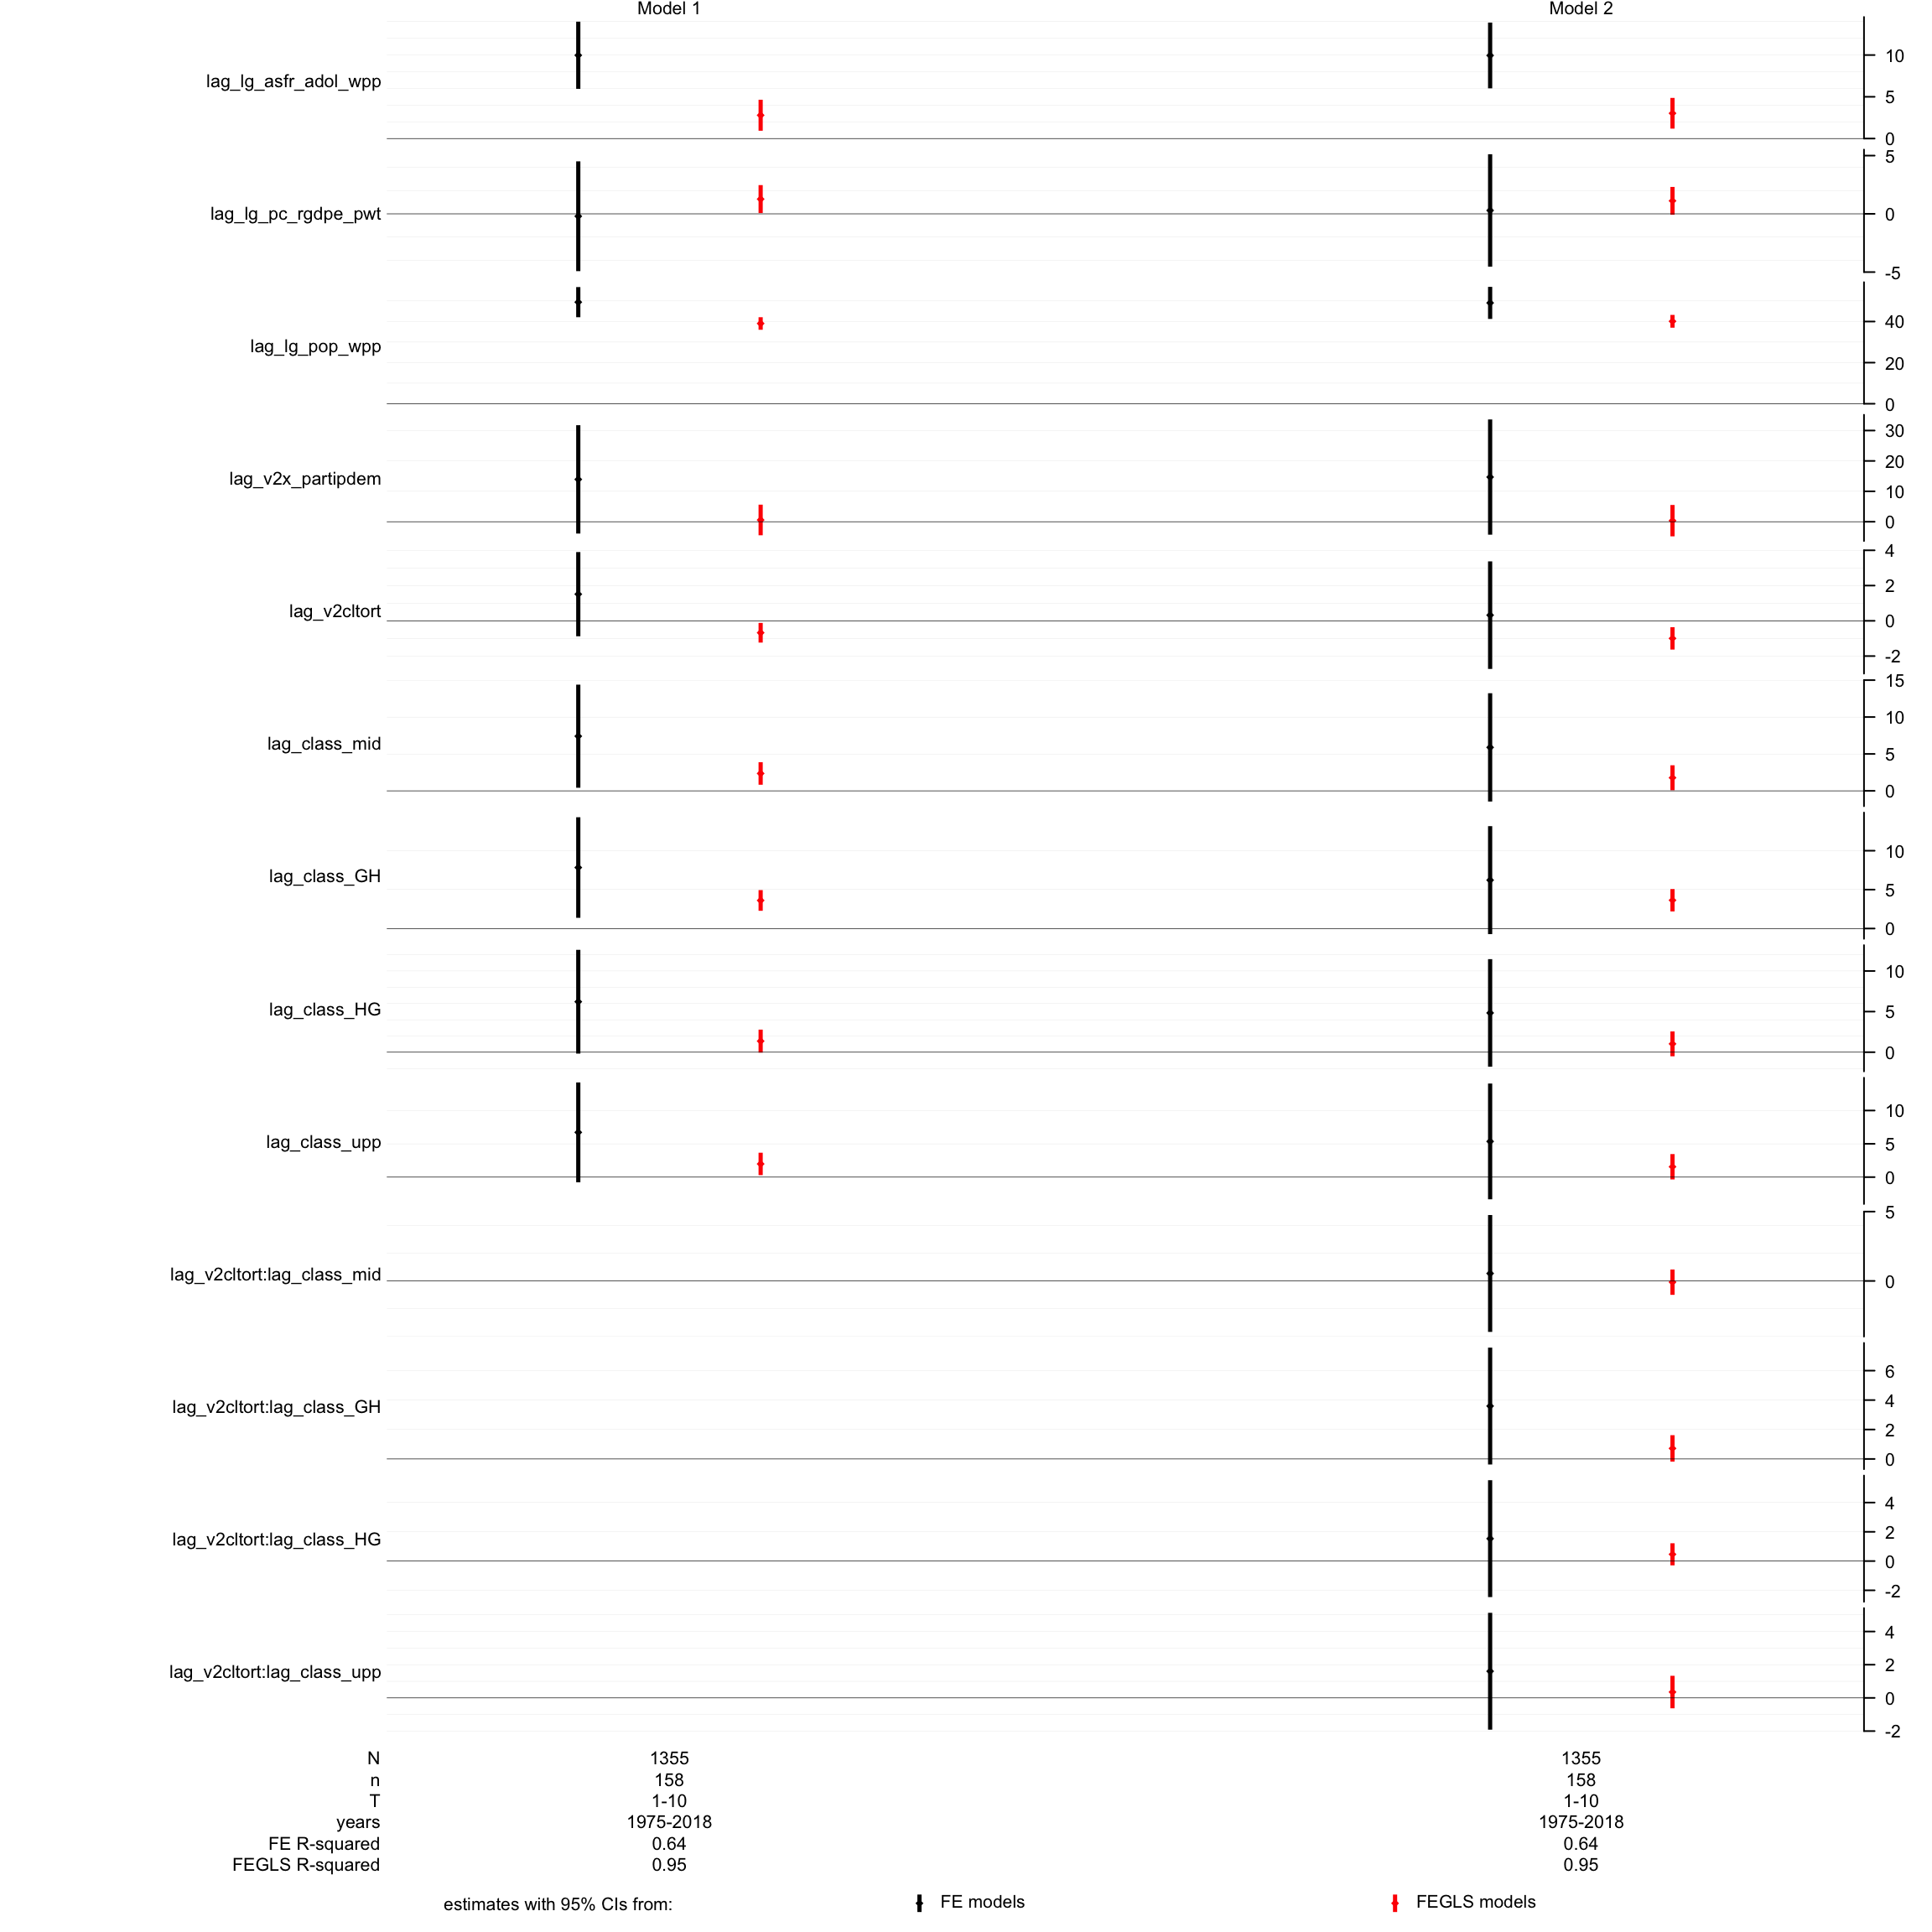 Model 1 Model 2
lag_lg_asfr_adol_wpp
10
5
0
lag_lg_pc_rgdpe_pwt
5
0
-5
lag_lg_pop_wpp
40
20
0
lag_v2x_partipdem
30
20
10
0
lag_v2cltort
4
2
0
-2
lag_class_mid
15
10
5
0
lag_class_GH
10
5
0
lag_class_HG
10
5
0
lag_class_upp
10
5
0
lag_v2cltort:lag_class_mid
5
0
lag_v2cltort:lag_class_GH
6
4
2
0
lag_v2cltort:lag_class_HG
4
2
0
-2
lag_v2cltort:lag_class_upp
4
2
0
-2
N 1355 1355
n 158 158
T 1-10 1-10
years 1975-2018 1975-2018
FE R-squared 0.64 0.64
FEGLS R-squared 0.95 0.95
estimates with 95% CIs from: FE models FEGLS models